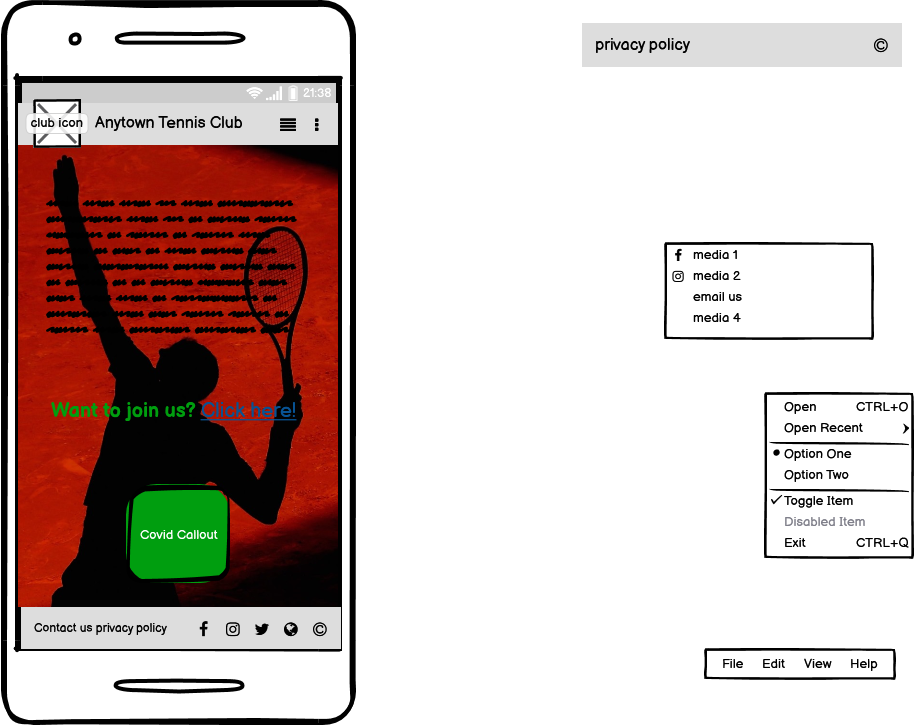 21:38
club icon Anytown Tennis Club
Want to join us? Click here!
Covid Callout
Contact us privacy policy ©
privacy policy ©
media 1
media 2
email us
media 4
Open CTRL+O
Open Recent
Option One
Option Two
Toggle Item
Disabled Item
Exit CTRL+Q
File Edit View Help